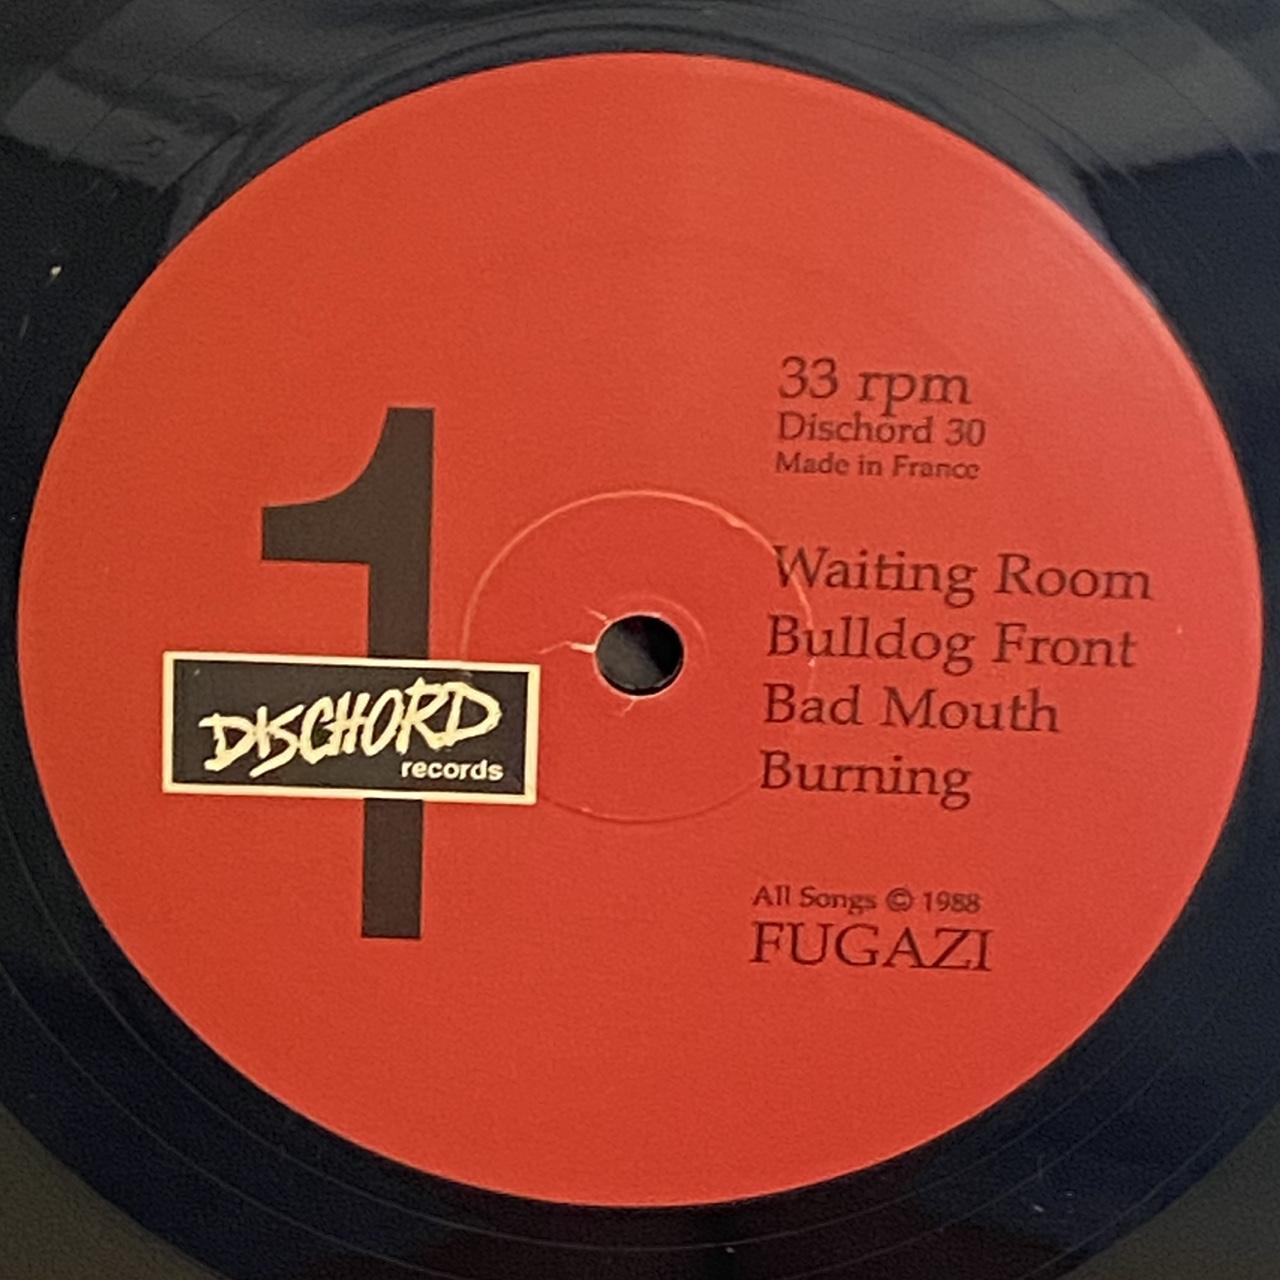 33 rpm
Dischord 30
Made in France
1
DISCHORD
records
Waiting Room
Bulldog Front
Bad Mouth
Burning
All Songs © 1988
FUGAZI